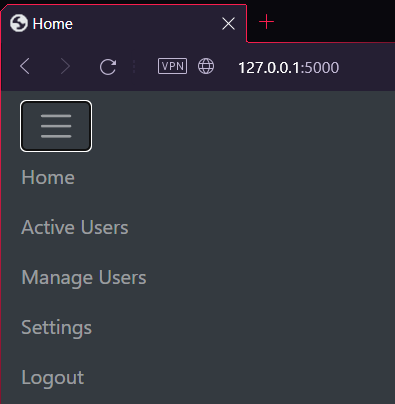 Home
VPN
127.0.0.1:5000
Home
Active Users
Manage Users
Settings
Logout